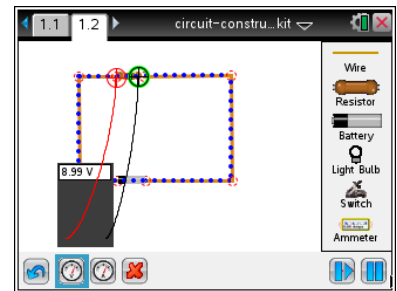 1.1 1.2 circuit-constru...kit
Wire
Resistor
Battery
8.99 V
Light Bulb
Switch
Ammeter